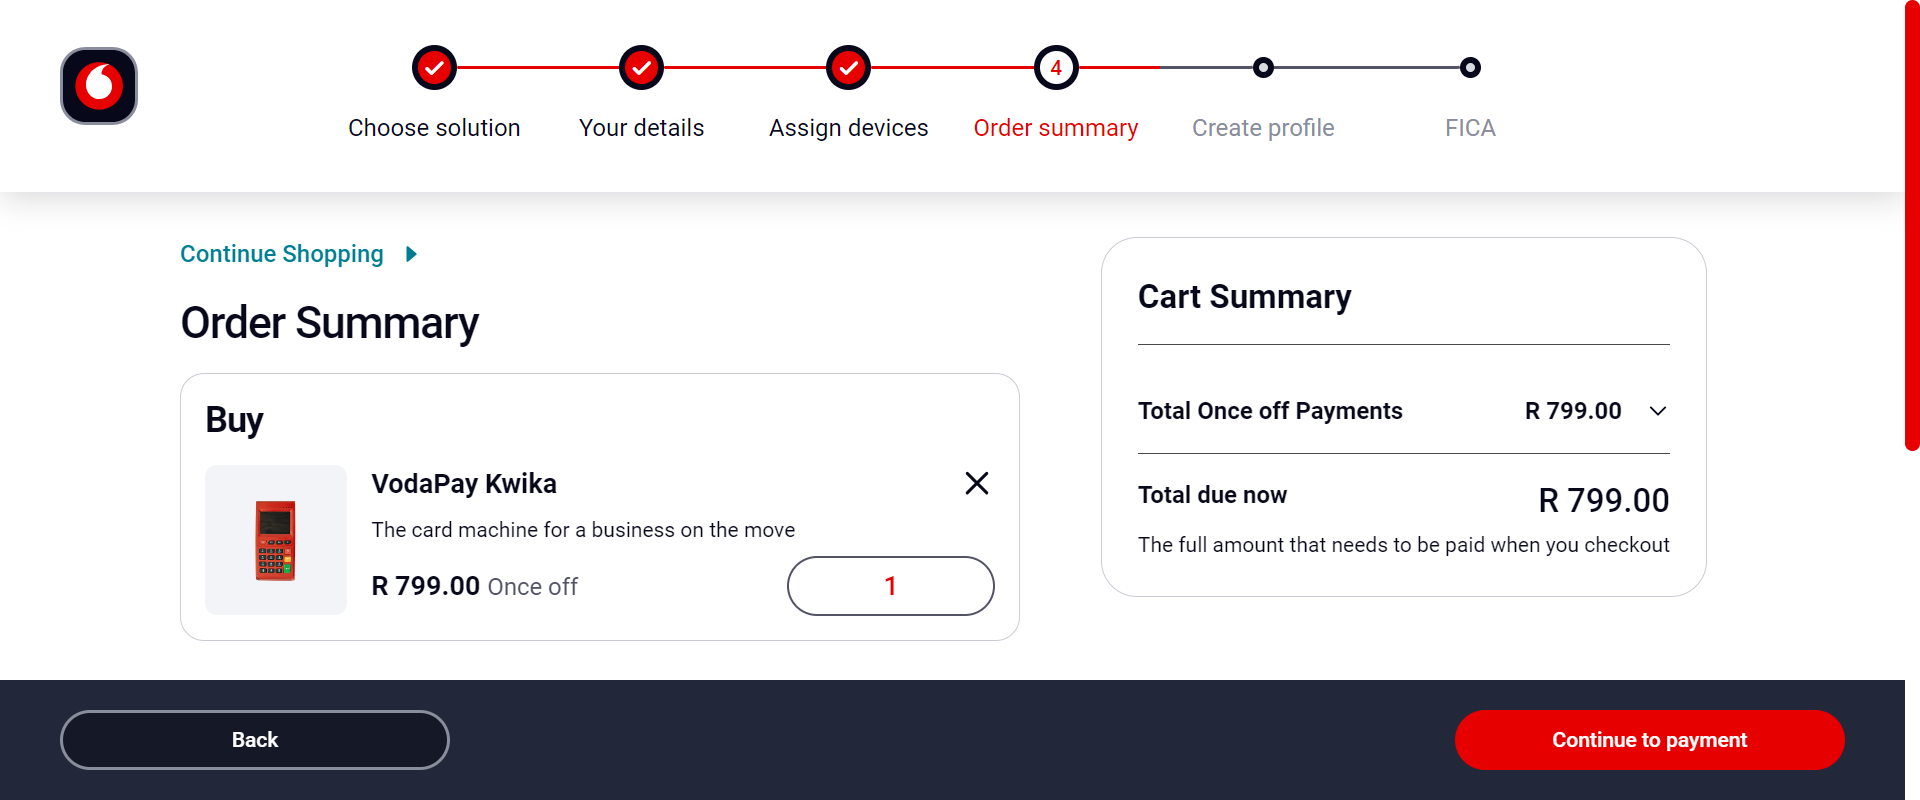 4
Choose solution
Your details
Assign devices
Order summary
Create profile
FICA
Continue Shopping
Order Summary
Buy
VodaPay Kwika
The card machine for a business on the move
R 799.00 Once off
1
Cart Summary
Total Once off Payments R 799.00
Total due now R 799.00
The full amount that needs to be paid when you checkout
Back
Continue to payment